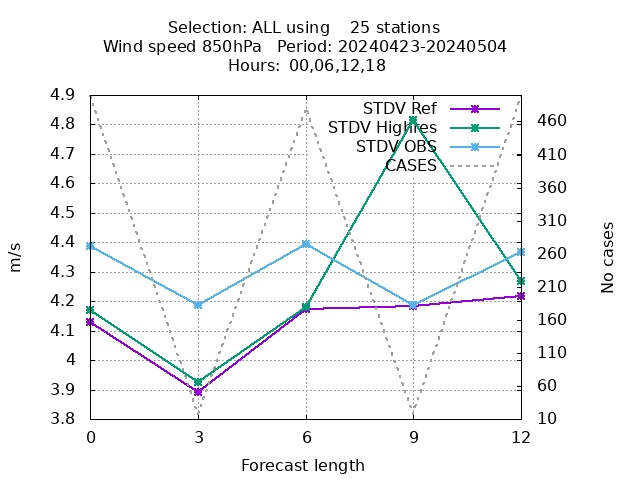 Selection: ALL using 25 stations
Wind speed 850hPa Period: 20240423-20240504
Hours: 00,06,12,18
STDV Ref
STDV Highres
STDV OBS
CASES
4.9
4.8
4.7
4.6
4.5
4.4
4.3
4.2
4.1
4
3.9
3.8
460
410
360
310
260
210
160
110
60
10
m/s
No cases
0 3 6 9 12
Forecast length